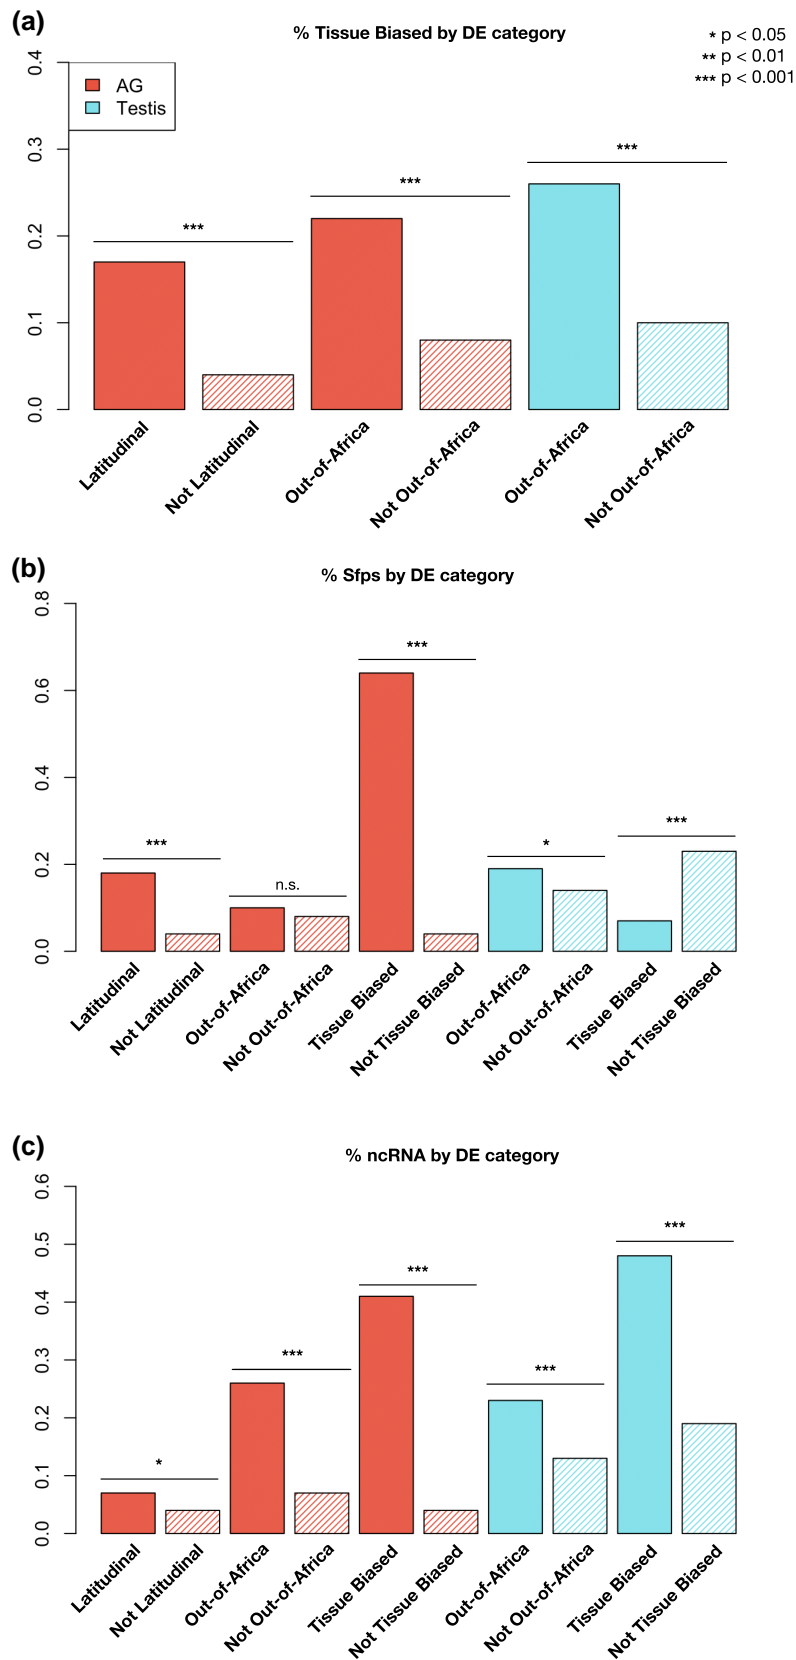 (a)
% Tissue Biased by DE category
* p < 0.05
** p < 0.01
*** p < 0.001
AG
Testis
0.4
0.3
0.2
0.1
0.0
***
***
***
Latitudinal
Not Latitudinal
Out-of-Africa
Not Out-of-Africa
Out-of-Africa
Not Out-of-Africa
(b)
% Sfps by DE category
0.8
0.6
0.4
0.2
0.0
***
n.s.
***
*
***
Latitudinal
Not Latitudinal
Out-of-Africa
Not Out-of-Africa
Tissue Biased
Not Tissue Biased
Out-of-Africa
Not Out-of-Africa
Tissue Biased
Not Tissue Biased
(c)
% ncRNA by DE category
0.6
0.5
0.4
0.3
0.2
0.1
0.0
*
***
***
***
***
Latitudinal
Not Latitudinal
Out-of-Africa
Not Out-of-Africa
Tissue Biased
Not Tissue Biased
Out-of-Africa
Not Out-of-Africa
Tissue Biased
Not Tissue Biased